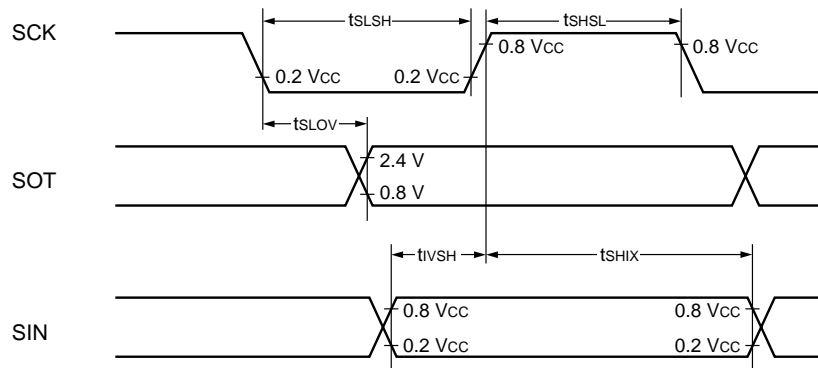 tSLSH tSHSL
SCK
0.8 VCC 0.8 VCC
0.2 VCC 0.2 VCC
tSLOV
SOT
2.4 V
0.8 V
tIVSH tSHIX
SIN
0.8 VCC 0.8 VCC
0.2 VCC 0.2 VCC